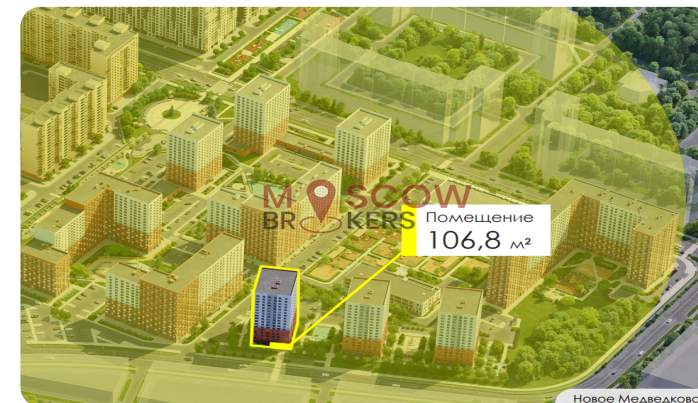 MOSCOW
BROKERS
Помещение
106,8 м²
Новое Медведково